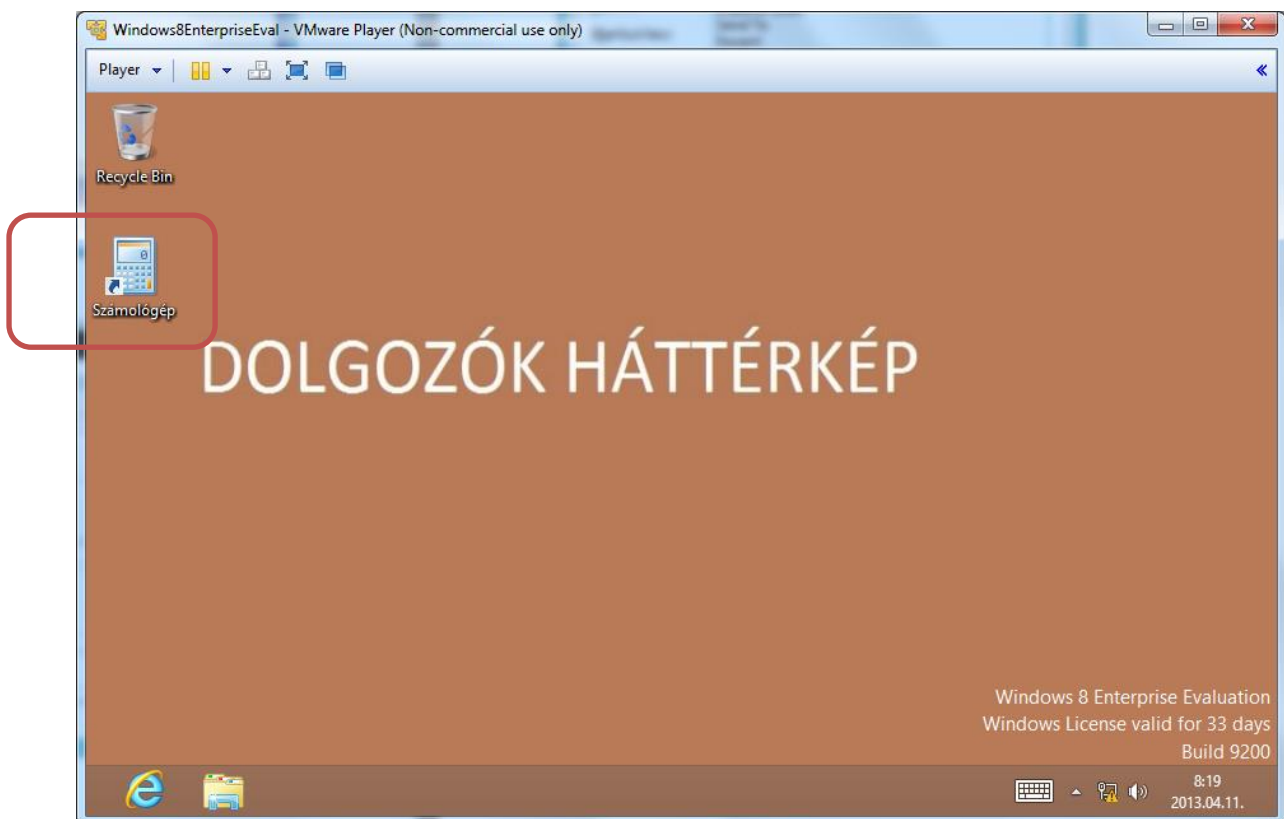 Windows8EnterpriseEval - VMware Player (Non-commercial use only)
Player
Recycle Bin
Számológép
DOLGOZÓK HÁTTÉRKÉP
Windows 8 Enterprise Evaluation
Windows License valid for 33 days
Build 9200
8:19
2013.04.11.